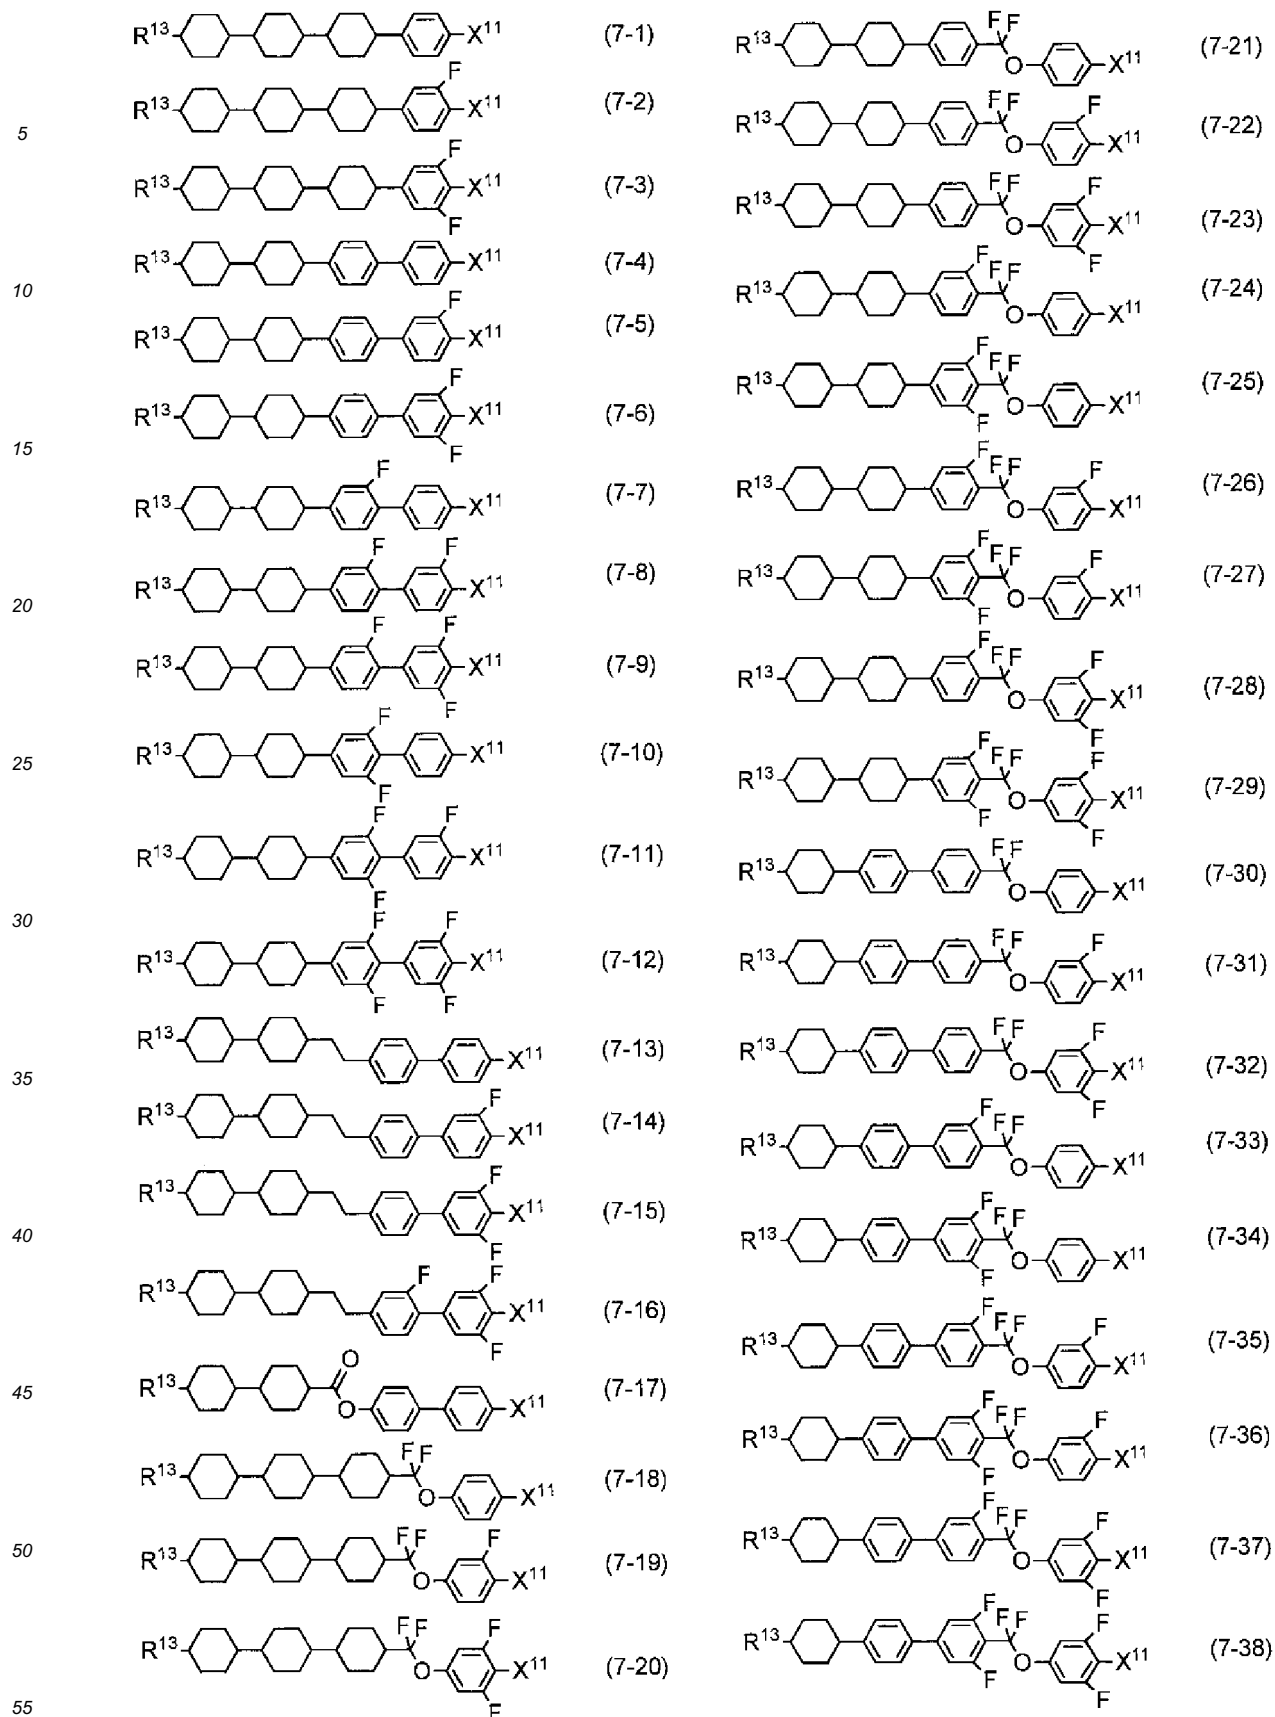 R¹³ X¹¹ (7-1)
F
R¹³ X¹¹ (7-2)
5
F
R¹³ X¹¹ (7-3)
F
R¹³ X¹¹ (7-4)
10
F
R¹³ X¹¹ (7-5)
F
R¹³ X¹¹ (7-6)
15
F
F
R¹³ X¹¹ (7-7)
F F
R¹³ X¹¹ (7-8)
20
F F
R¹³ X¹¹ (7-9)
F
F
R¹³ X¹¹ (7-10)
25
F
F F
R¹³ X¹¹ (7-11)
F
30
F F
R¹³ X¹¹ (7-12)
F F
R¹³ X¹¹ (7-13)
35
F
R¹³ X¹¹ (7-14)
F
R¹³ X¹¹ (7-15)
40
F
F F
R¹³ X¹¹ (7-16)
F
O
R¹³ O X¹¹ (7-17)
45
F F
R¹³ O X¹¹ (7-18)
50
F F F
R¹³ O X¹¹ (7-19)
F F F
R¹³ O X¹¹ (7-20)
F
55
F F
R¹³ O X¹¹ (7-21)
F F F
R¹³ O X¹¹ (7-22)
F F F
R¹³ O X¹¹ (7-23)
F
F F F
R¹³ O X¹¹ (7-24)
F F F
R¹³ O X¹¹ (7-25)
F
F F F F
R¹³ O X¹¹ (7-26)
F F F F
R¹³ O X¹¹ (7-27)
F
F F F F
R¹³ O X¹¹ (7-28)
F
F F F F
R¹³ O X¹¹ (7-29)
F F
F F
R¹³ O X¹¹ (7-30)
F F F
R¹³ O X¹¹ (7-31)
F F F
R¹³ O X¹¹ (7-32)
F
F F F
R¹³ O X¹¹ (7-33)
F F F
R¹³ O X¹¹ (7-34)
F
F F F F
R¹³ O X¹¹ (7-35)
F F F F
R¹³ O X¹¹ (7-36)
F
F F F F
R¹³ O X¹¹ (7-37)
F
F F F F
R¹³ O X¹¹ (7-38)
F F